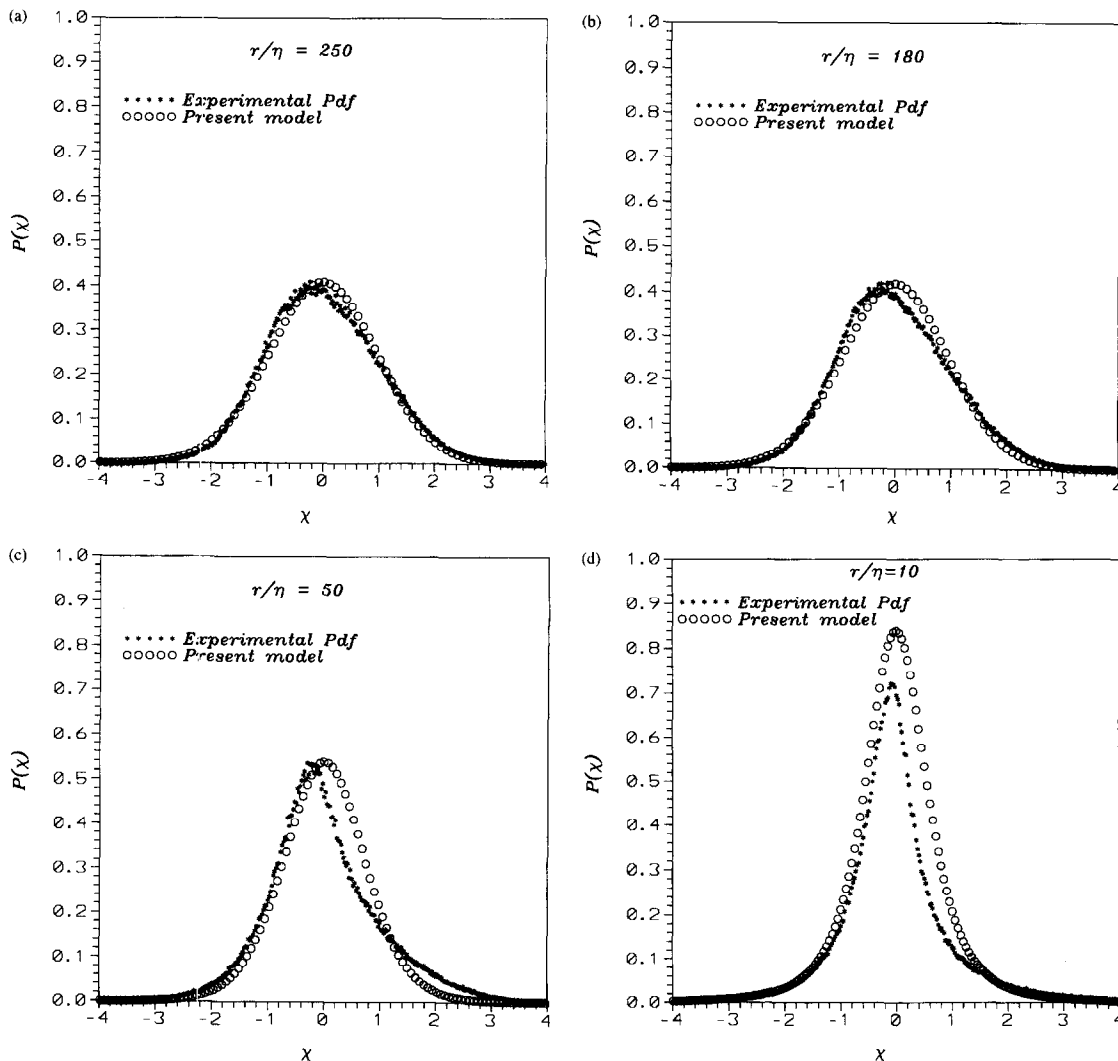 (a)
r/η = 250
Experimental Pdf
Present model
1.0
0.9
0.8
0.7
0.6
0.5
0.4
0.3
0.2
0.1
0.0
P(χ)
-4 -3 -2 -1 0 1 2 3 4
χ
(b)
r/η = 180
Experimental Pdf
Present model
1.0
0.9
0.8
0.7
0.6
0.5
0.4
0.3
0.2
0.1
0.0
P(χ)
-4 -3 -2 -1 0 1 2 3 4
χ
(c)
r/η = 50
Experimental Pdf
Present model
1.0
0.9
0.8
0.7
0.6
0.5
0.4
0.3
0.2
0.1
0.0
P(χ)
-4 -3 -2 -1 0 1 2 3 4
χ
(d)
r/η=10
Experimental Pdf
Present model
1.0
0.9
0.8
0.7
0.6
0.5
0.4
0.3
0.2
0.1
0.0
P(χ)
-4 -3 -2 -1 0 1 2 3 4
χ